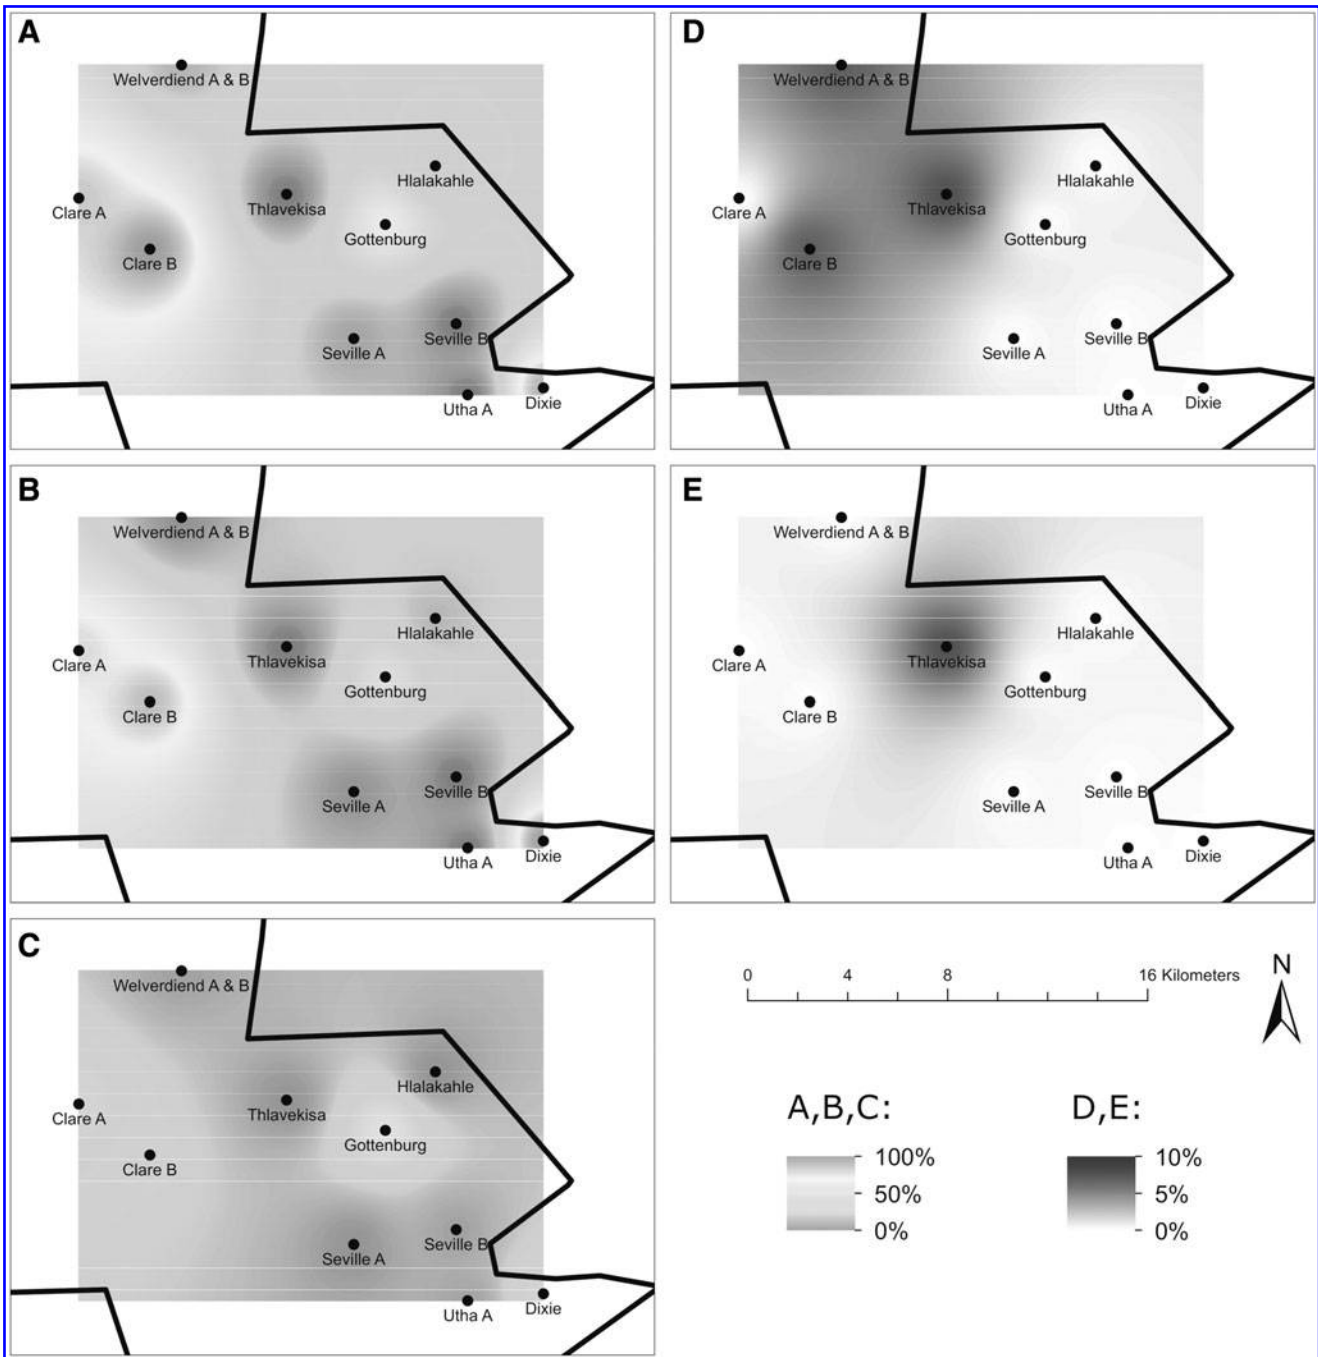 A
Welverdiend A & B
Hlalakahle
Thlavekisa
Clare A
Gottenburg
Clare B
Seville B
Seville A
Dixie
Utha A
D
Welverdiend A & B
Hlalakahle
Thlavekisa
Clare A
Gottenburg
Clare B
Seville B
Seville A
Dixie
Utha A
B
Welverdiend A & B
Hlalakahle
Thlavekisa
Clare A
Gottenburg
Clare B
Seville B
Seville A
Dixie
Utha A
E
Welverdiend A & B
Hlalakahle
Thlavekisa
Clare A
Gottenburg
Clare B
Seville B
Seville A
Dixie
Utha A
C
Welverdiend A & B
Hlalakahle
Thlavekisa
Clare A
Gottenburg
Clare B
Seville B
Seville A
Dixie
Utha A
0 4 8 16 Kilometers
N
A,B,C:
100%
50%
0%
D,E:
10%
5%
0%